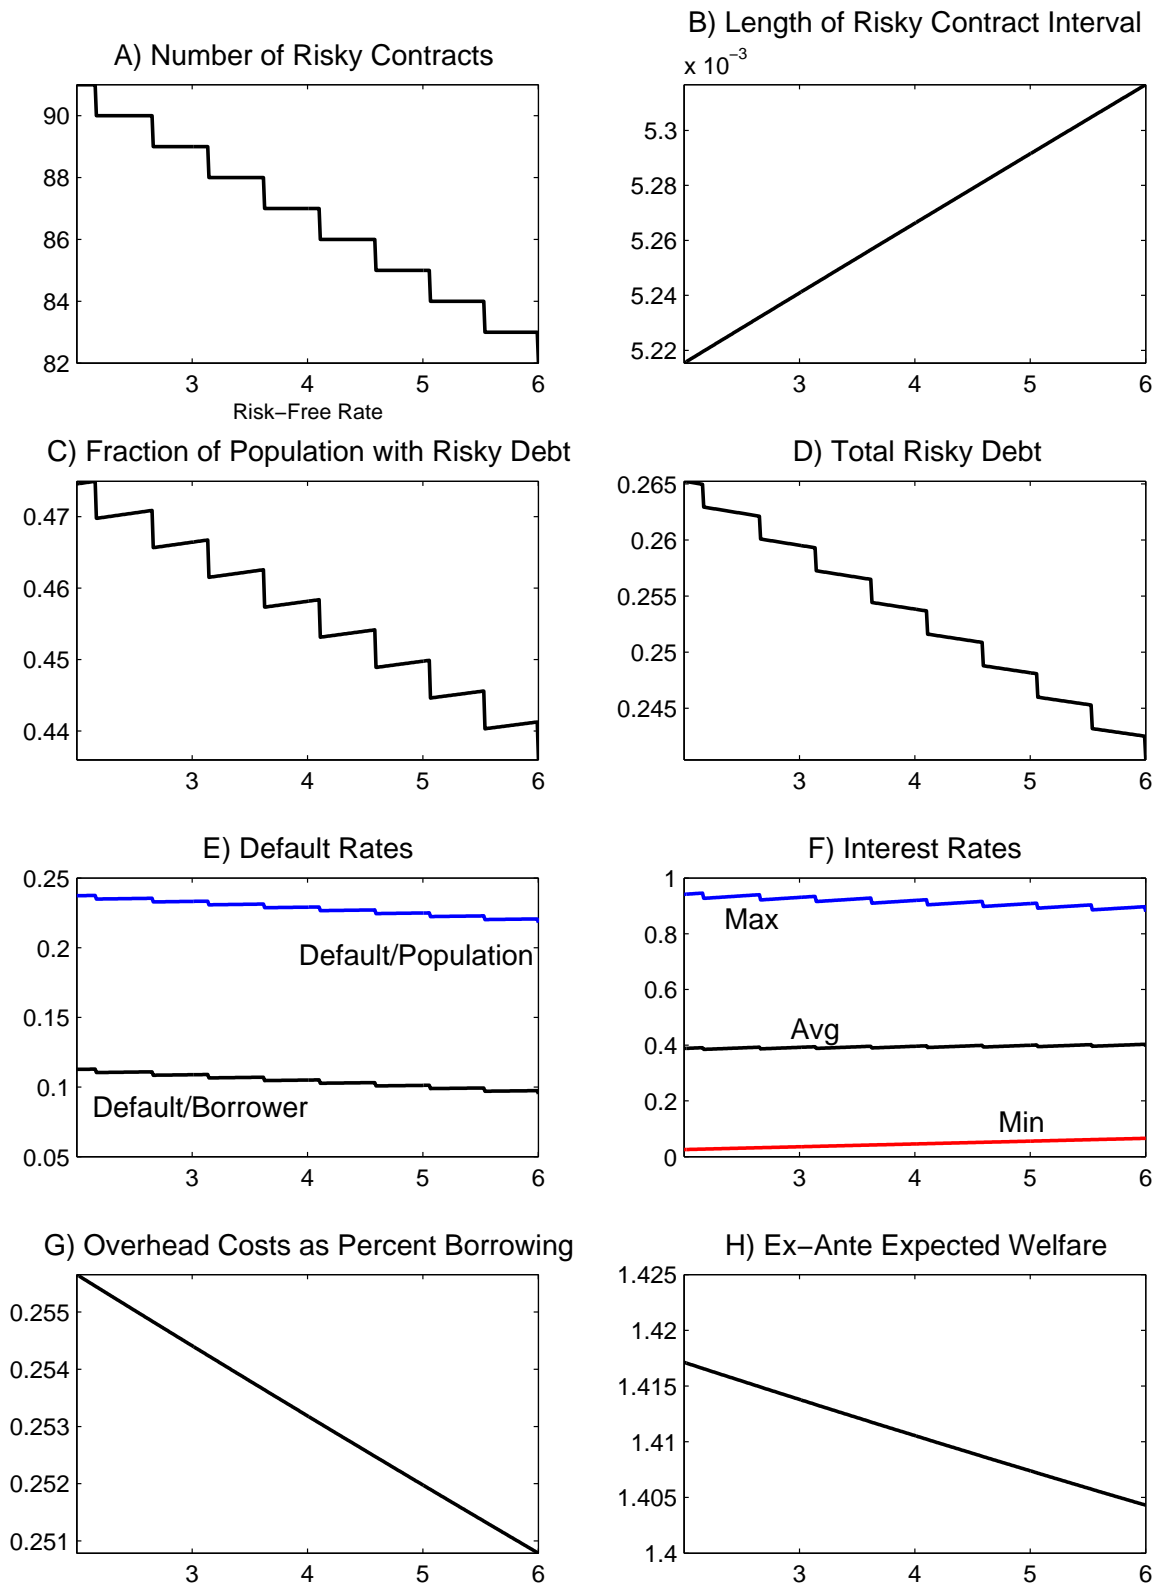 A) Number of Risky Contracts
90
88
86
84
82
3 4 5 6
Risk−Free Rate
B) Length of Risky Contract Interval
x 10−3
5.3
5.28
5.26
5.24
5.22
3 4 5 6
C) Fraction of Population with Risky Debt
0.47
0.46
0.45
0.44
3 4 5 6
D) Total Risky Debt
0.265
0.26
0.255
0.25
0.245
3 4 5 6
E) Default Rates
0.25
0.2
0.15
0.1
0.05
Default/Population
Default/Borrower
3 4 5 6
F) Interest Rates
1
0.8
0.6
0.4
0.2
0
Max
Avg
Min
3 4 5 6
G) Overhead Costs as Percent Borrowing
0.255
0.254
0.253
0.252
0.251
3 4 5 6
H) Ex−Ante Expected Welfare
1.425
1.42
1.415
1.41
1.405
1.4
3 4 5 6